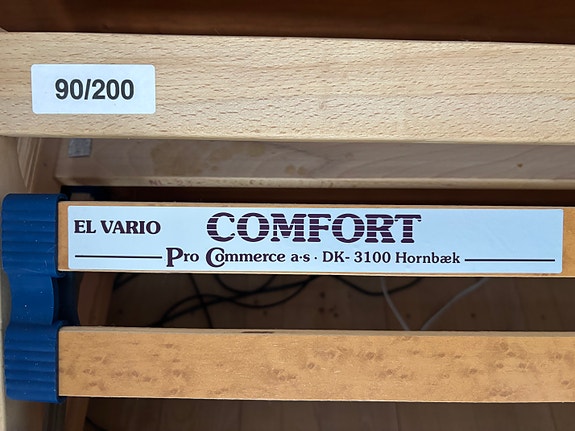 90/200
EL VARIO COMFORT
Pro Commerce a·s · DK- 3100 Hornbæk